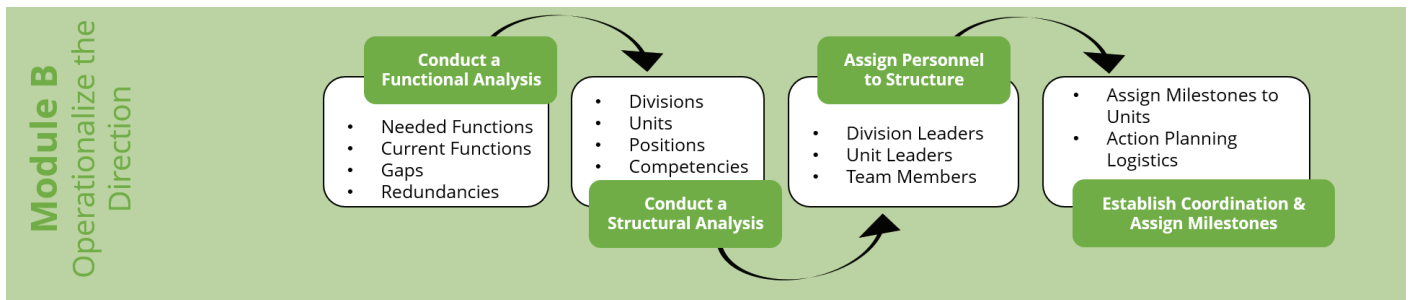 Module B
Operationalize the
Direction
Conduct a
Functional Analysis
• Needed Functions
• Current Functions
• Gaps
• Redundancies
• Divisions
• Units
• Positions
• Competencies
Conduct a
Structural Analysis
Assign Personnel
to Structure
• Division Leaders
• Unit Leaders
• Team Members
• Assign Milestones to
Units
• Action Planning
Logistics
Establish Coordination &
Assign Milestones